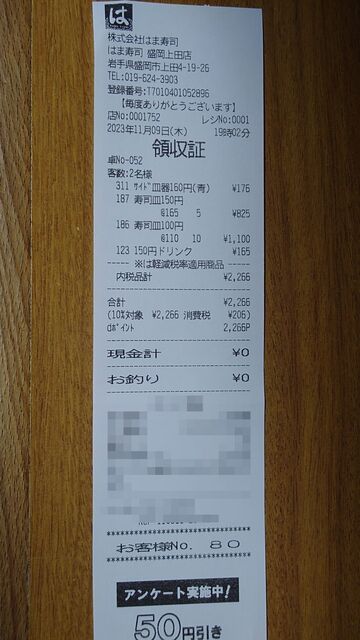 は
株式会社はま寿司
はま寿司 盛岡上田店
岩手県盛岡市上田4-19-26
TEL:019-624-3903
登録番号:T7010401052896
【毎度ありがとうございます】
店No:0001752 レシNo:0001
2023年11月09日(木) 19時02分
領収証
卓No-052
客数:2名様
311 サイドﾞ皿器160円(青) ¥176
187 寿司皿150円
@165 5 ¥825
186 寿司皿100円
@110 10 ¥1,100
123 150円ドリンク ¥165
------ ※は軽減税率適用商品 ------
内税品計 ¥2,266
合計 ¥2,266
(10%対象 ¥2,266 消費税 ¥206)
dポイント 2,266P
現金計 ¥0
お釣り ¥0
お客様No. 80
アンケート実施中!
50円引き